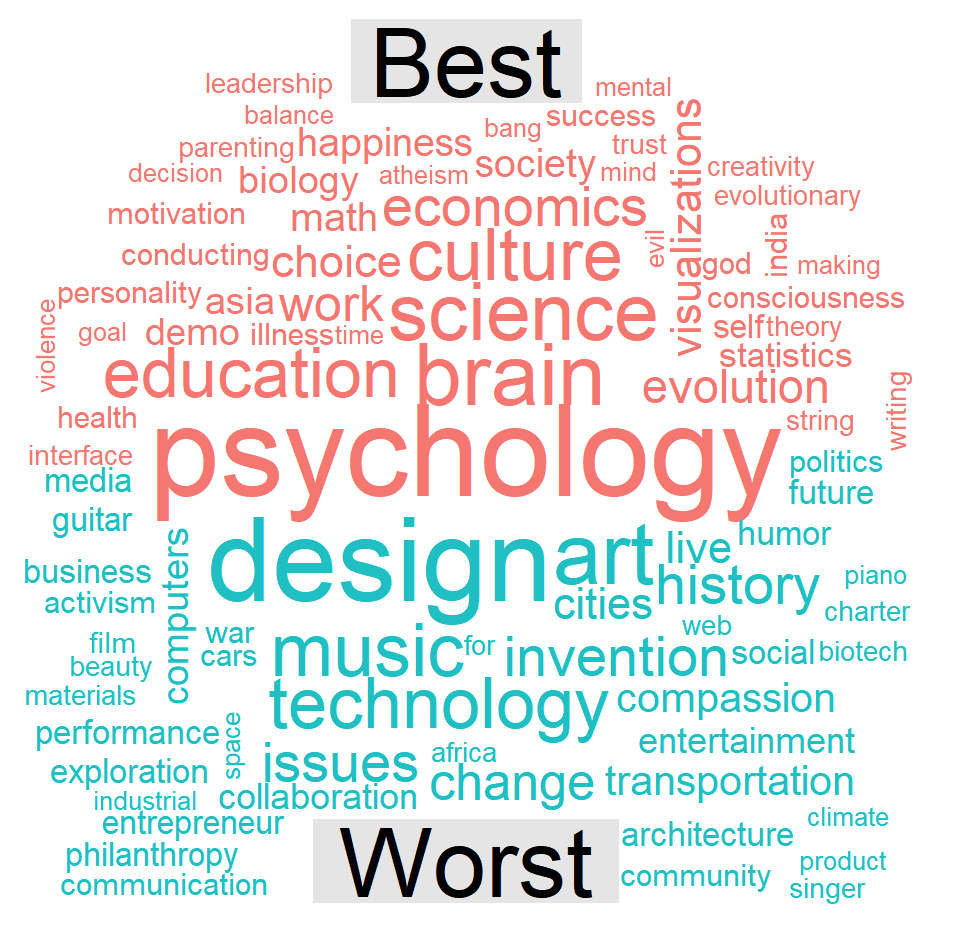 Best
leadership mental
balance bang success
parenting happiness trust
decision biology atheism society mind creativity
motivation math economics visualizations evolutionary
conducting choice culture evil god india making
personality asia work science consciousness
violence goal demo illness time self theory
education brain evolution statistics
health string writing
interface psychology politics
media future
guitar design art live humor
business computers cities history piano
activism charter
film war for web
beauty cars music invention social biotech
materials technology compassion
performance space africa entertainment
exploration issues change transportation
industrial collaboration climate
entrepreneur architecture
philanthropy Worst product
communication community singer